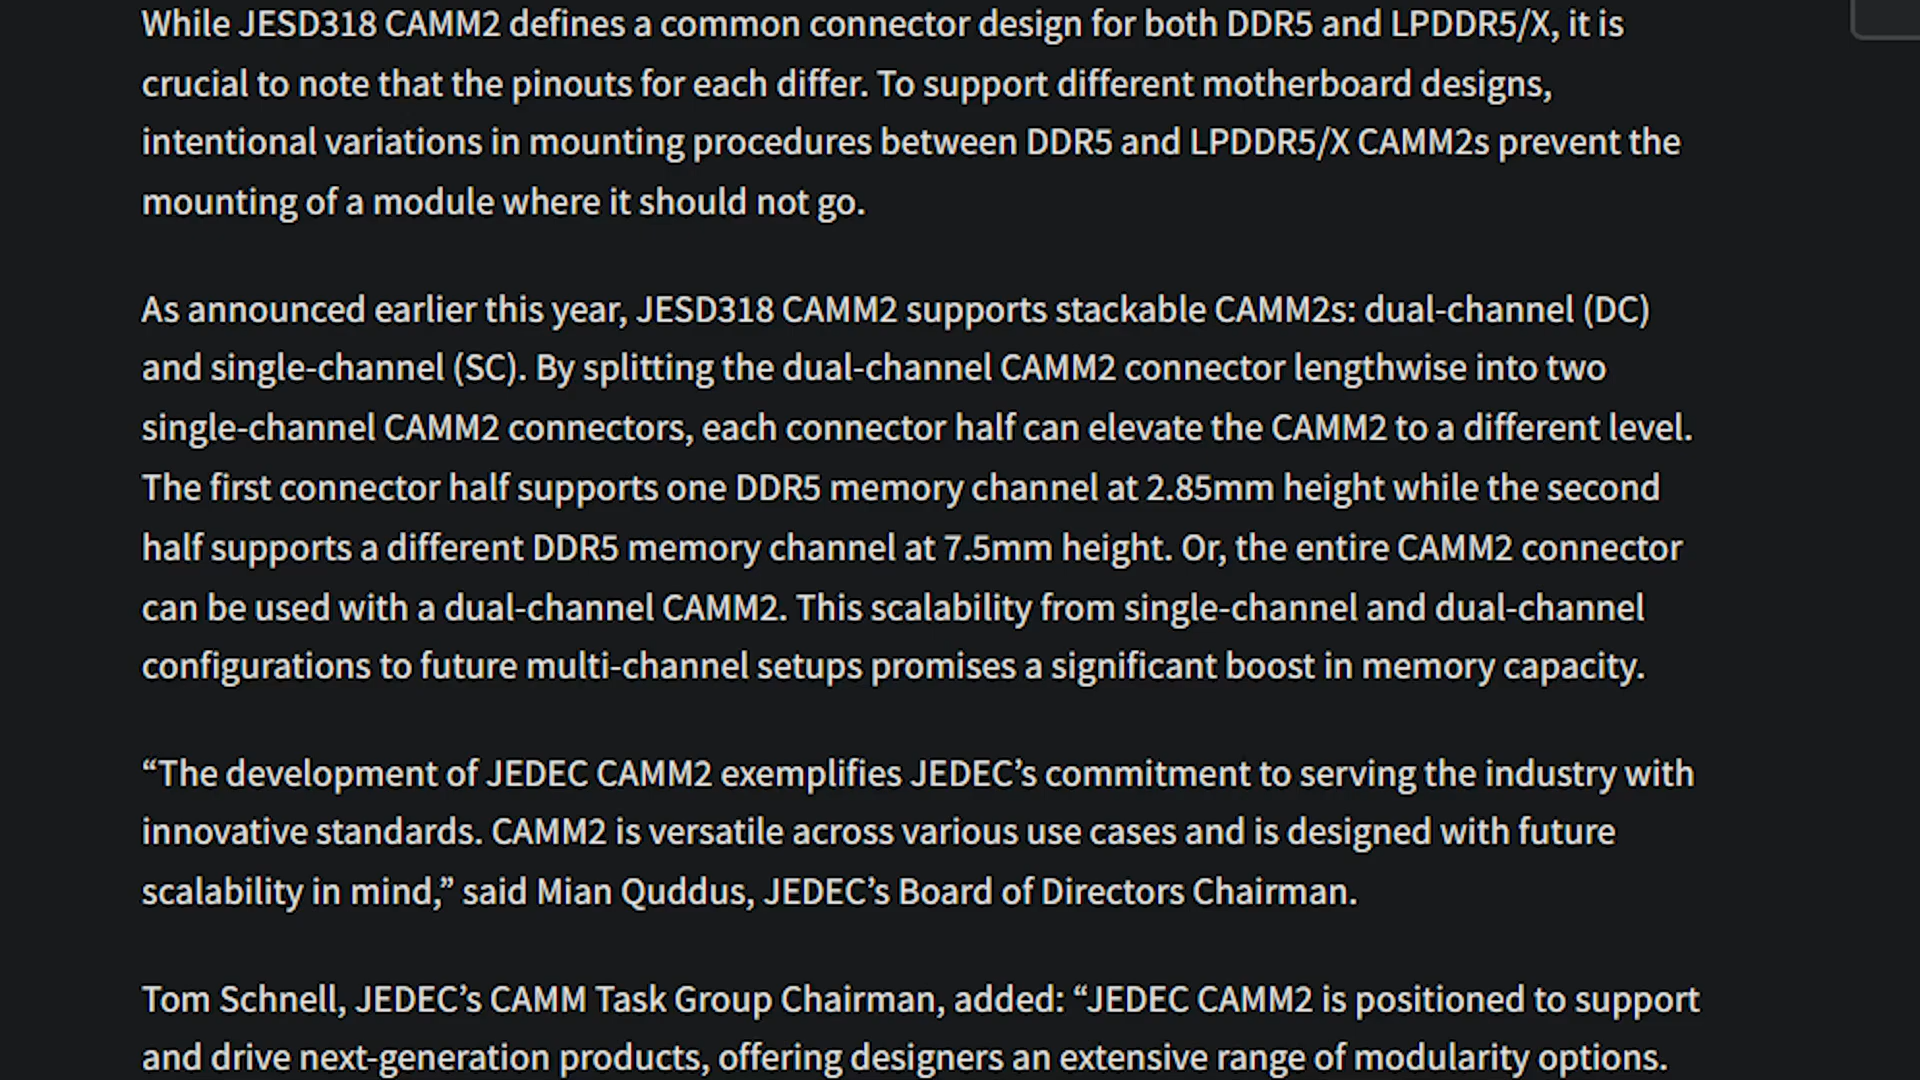 While JESD318 CAMM2 defines a common connector design for both DDR5 and LPDDR5/X, it is
crucial to note that the pinouts for each differ. To support different motherboard designs,
intentional variations in mounting procedures between DDR5 and LPDDR5/X CAMM2s prevent the
mounting of a module where it should not go.
As announced earlier this year, JESD318 CAMM2 supports stackable CAMM2s: dual-channel (DC)
and single-channel (SC). By splitting the dual-channel CAMM2 connector lengthwise into two
single-channel CAMM2 connectors, each connector half can elevate the CAMM2 to a different level.
The first connector half supports one DDR5 memory channel at 2.85mm height while the second
half supports a different DDR5 memory channel at 7.5mm height. Or, the entire CAMM2 connector
can be used with a dual-channel CAMM2. This scalability from single-channel and dual-channel
configurations to future multi-channel setups promises a significant boost in memory capacity.
“The development of JEDEC CAMM2 exemplifies JEDEC’s commitment to serving the industry with
innovative standards. CAMM2 is versatile across various use cases and is designed with future
scalability in mind,” said Mian Quddus, JEDEC’s Board of Directors Chairman.
Tom Schnell, JEDEC’s CAMM Task Group Chairman, added: “JEDEC CAMM2 is positioned to support
and drive next-generation products, offering designers an extensive range of modularity options.